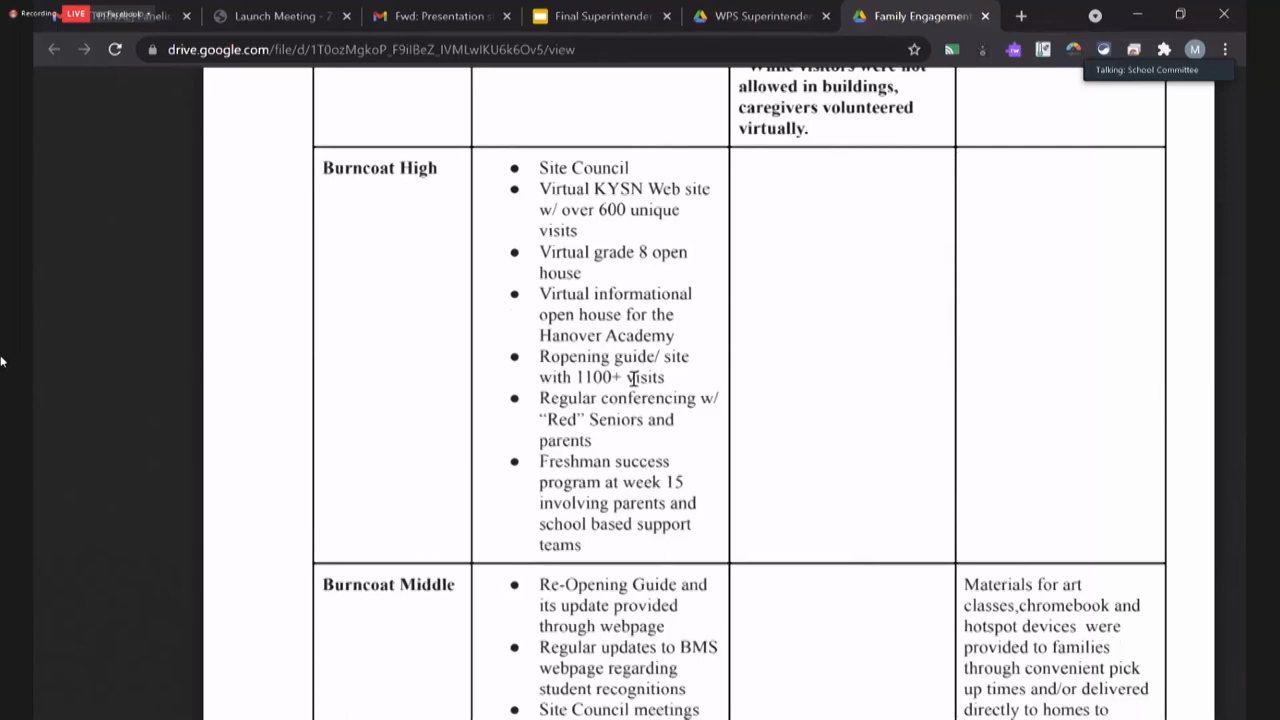 Recording
LIVE on Facebook
Launch Meeting - Z
Fwd: Presentation s
Final Superintender
WPS Superintende
Family Engagement
drive.google.com/file/d/1T0ozMgkoP_F9iIBeZ_IVMLwIKU6k6Ov5/view
M
Talking: School Committee
allowed in buildings,
caregivers volunteered
virtually.
Burncoat High
Site Council
Virtual KYSN Web site
w/ over 600 unique
visits
Virtual grade 8 open
house
Virtual informational
open house for the
Hanover Academy
Ropening guide/ site
with 1100+ visits
Regular conferencing w/
“Red” Seniors and
parents
Freshman success
program at week 15
involving parents and
school based support
teams
Burncoat Middle
Re-Opening Guide and
its update provided
through webpage
Regular updates to BMS
webpage regarding
student recognitions
Site Council meetings
Materials for art
classes,chromebook and
hotspot devices were
provided to families
through convenient pick
up times and/or delivered
directly to homes to